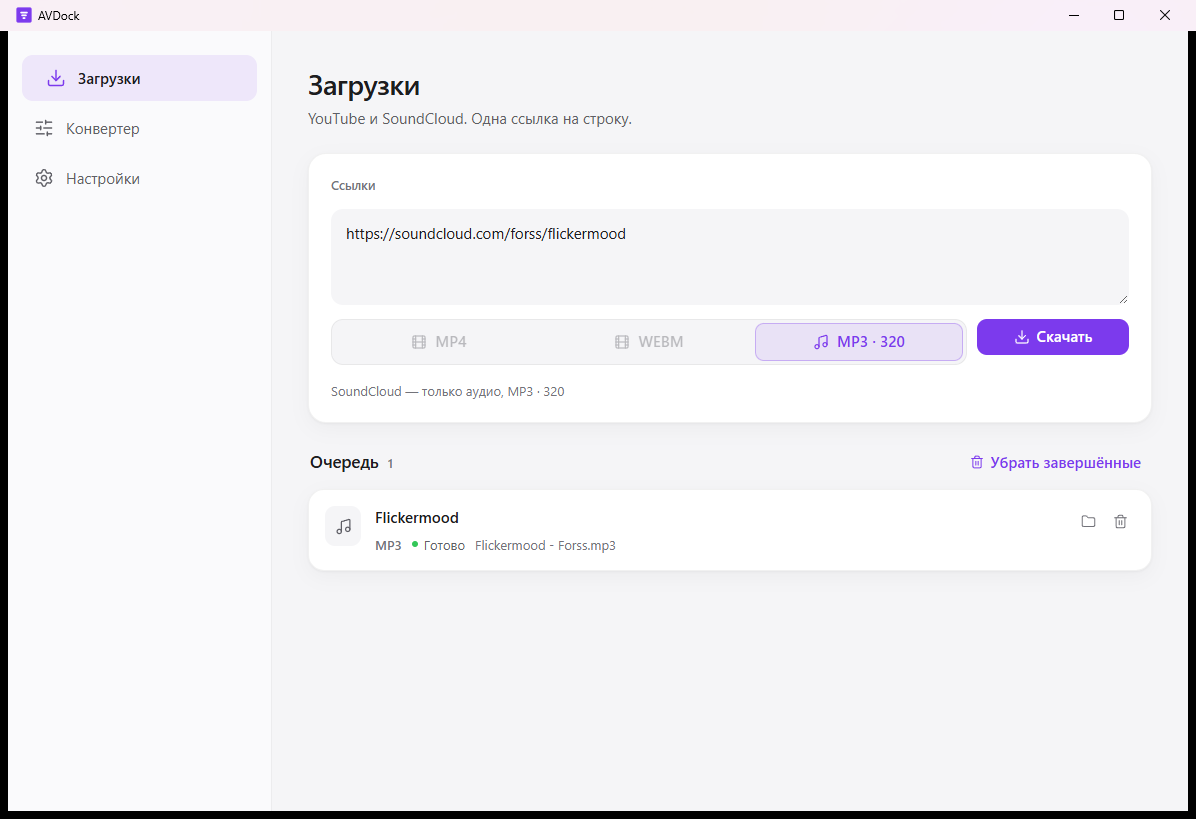 AVDock
Загрузки
Конвертер
Настройки
Загрузки
YouTube и SoundCloud. Одна ссылка на строку.
Ссылки
https://soundcloud.com/forss/flickermood
MP4 WEBM MP3 · 320 Скачать
SoundCloud — только аудио, MP3 · 320
Очередь 1 Убрать завершённые
Flickermood
MP3 Готово Flickermood - Forss.mp3